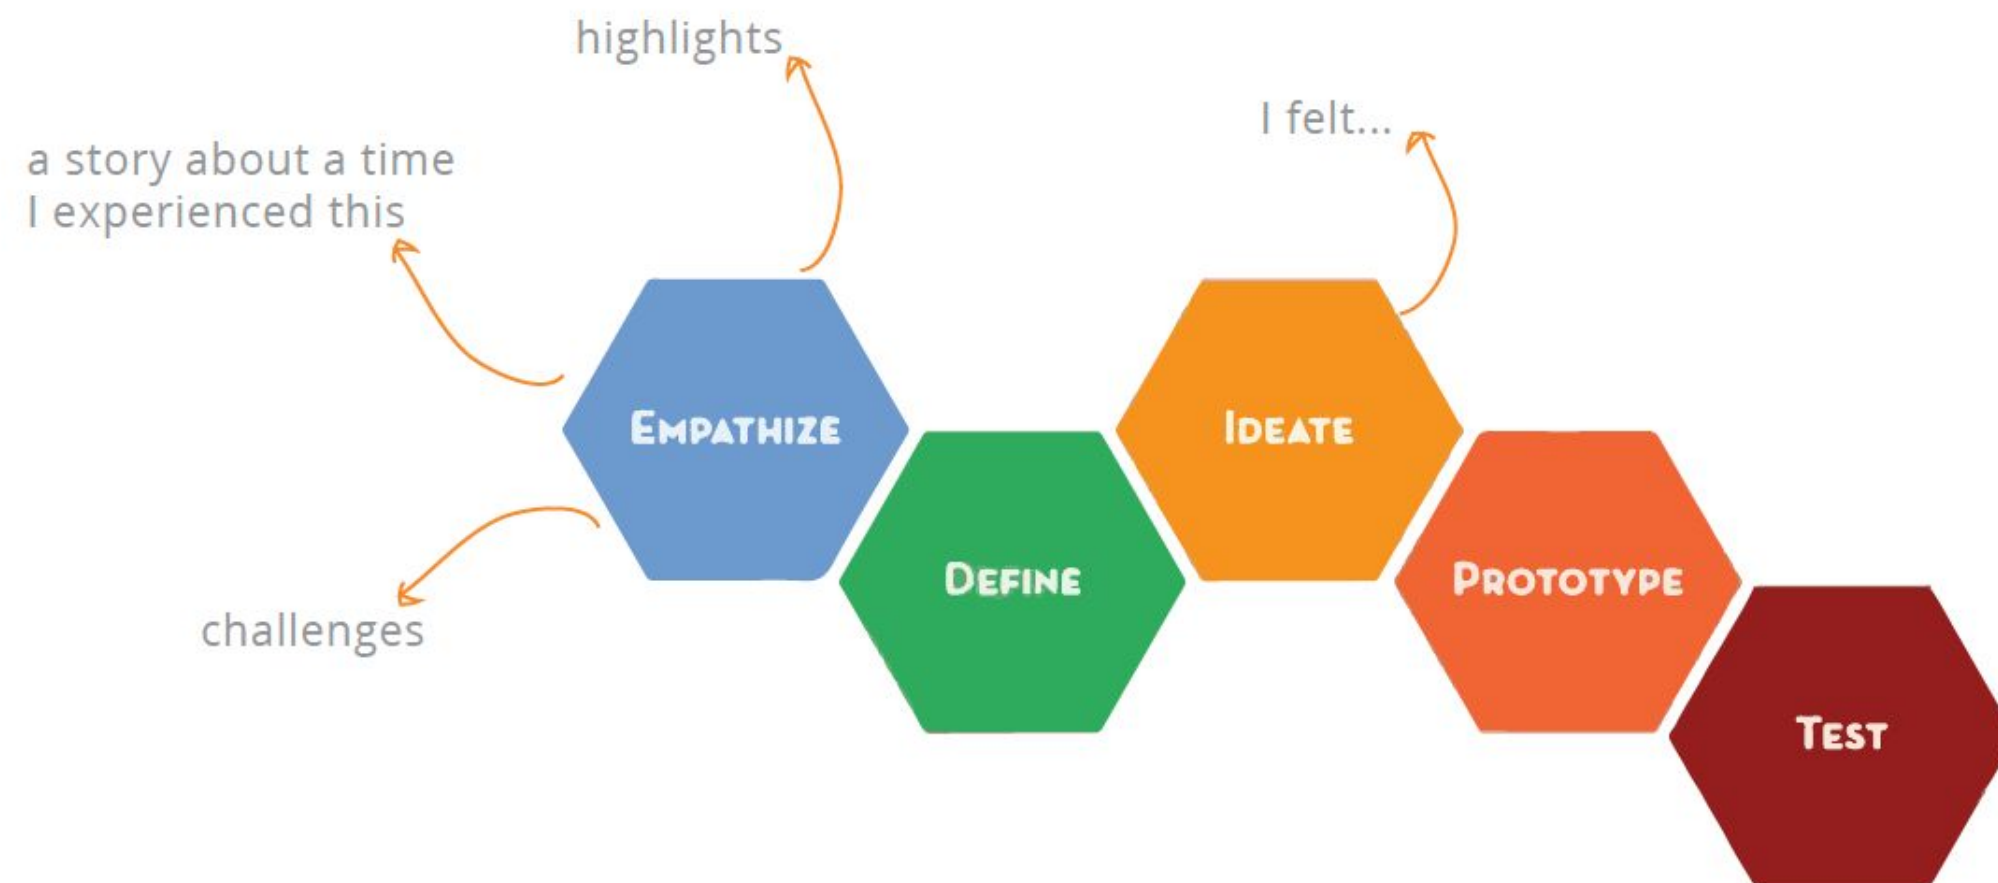 highlights
I felt...
a story about a time
I experienced this
EMPATHIZE
IDEATE
DEFINE
PROTOTYPE
challenges
TEST